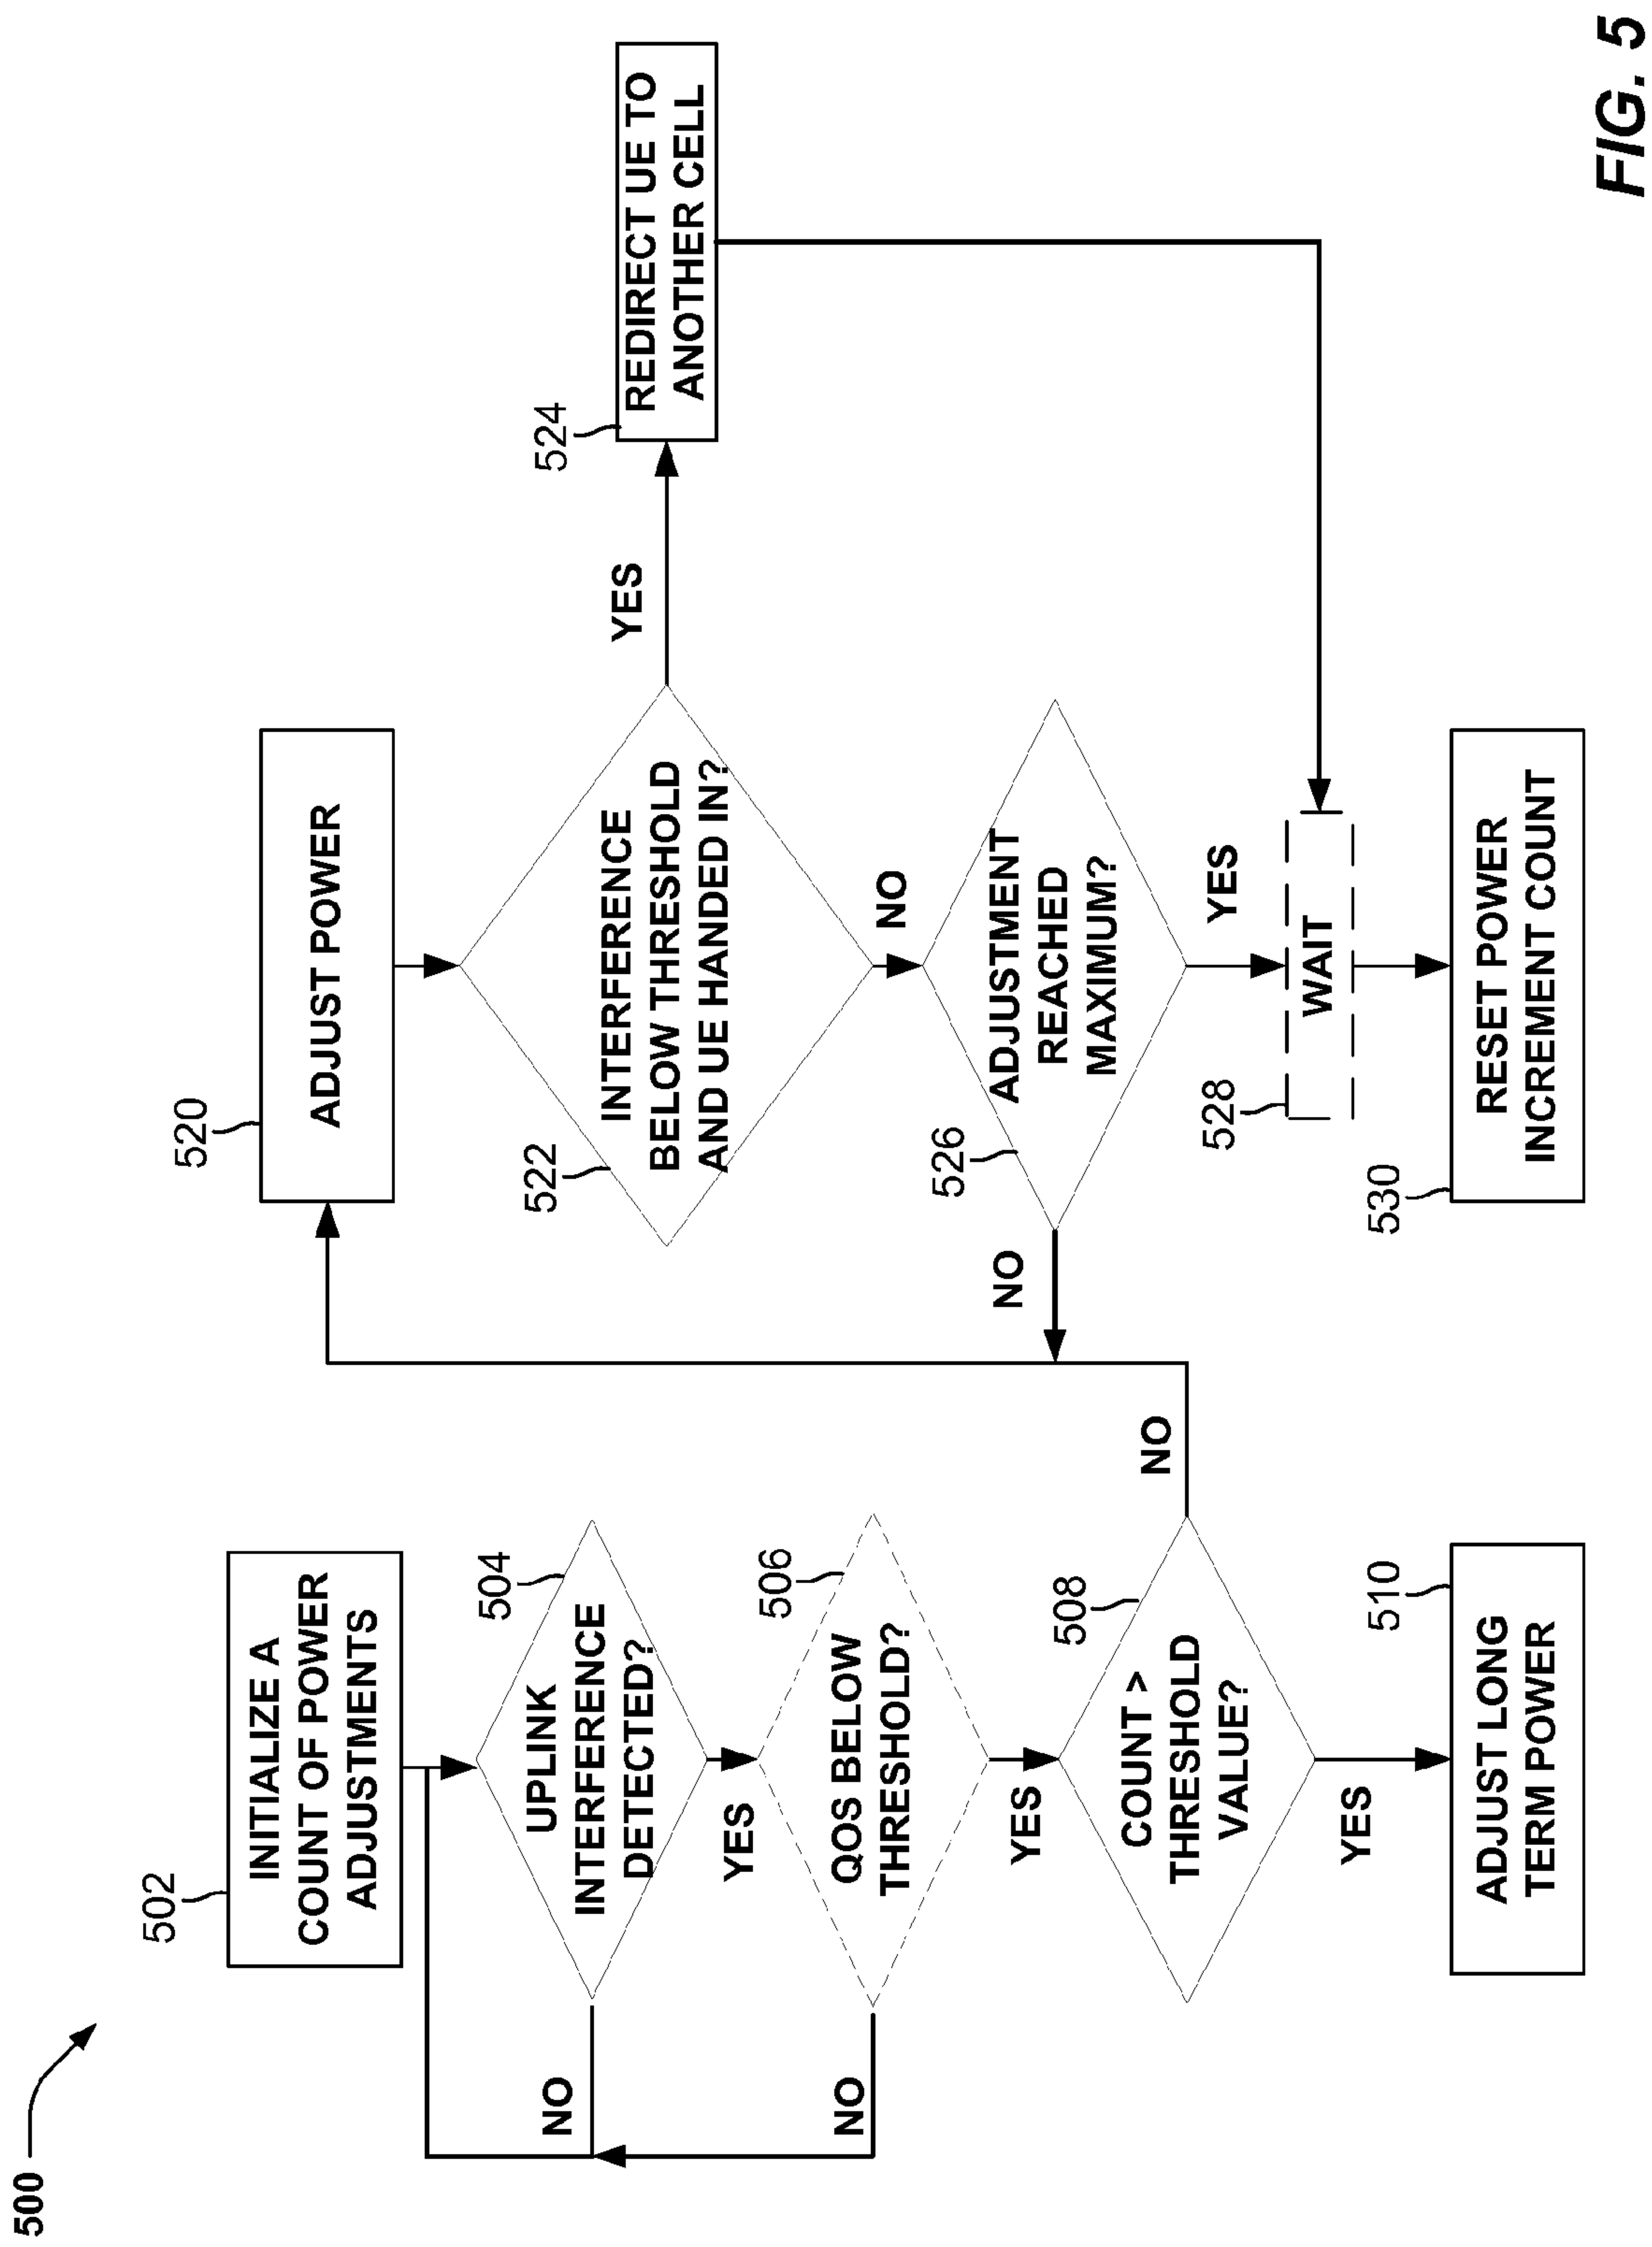 500
502
INITIALIZE A
COUNT OF POWER
ADJUSTMENTS
504
UPLINK
INTERFERENCE
DETECTED?
NO
YES
506
QOS BELOW
THRESHOLD?
NO
YES
508
COUNT >
THRESHOLD
VALUE?
NO
YES
510
ADJUST LONG
TERM POWER
520
ADJUST POWER
522
INTERFERENCE
BELOW THRESHOLD
AND UE HANDED IN?
YES
524
REDIRECT UE TO
ANOTHER CELL
NO
526
ADJUSTMENT
REACHED
MAXIMUM?
NO
YES
528
WAIT
530
RESET POWER
INCREMENT COUNT
FIG. 5